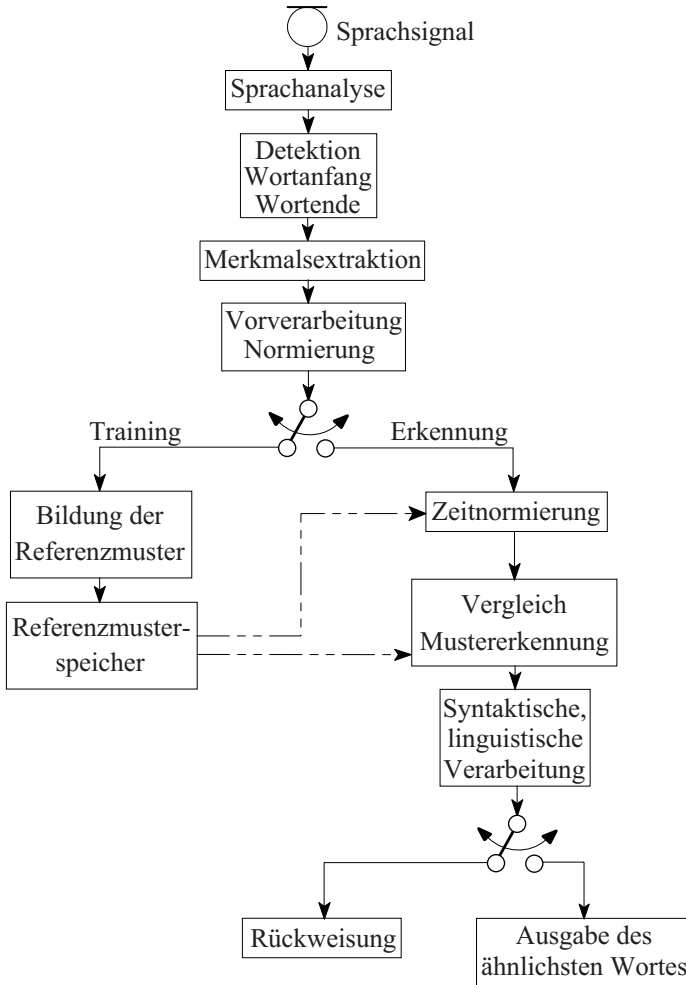 Sprachsignal
Sprachanalyse
Detektion
Wortanfang
Wortende
Merkmalsextraktion
Vorverarbeitung
Normierung
Training
Erkennung
Bildung der
Referenzmuster
Zeitnormierung
Referenzmuster-
speicher
Vergleich
Mustererkennung
Syntaktische,
linguistische
Verarbeitung
Rückweisung
Ausgabe des
ähnlichsten Wortes